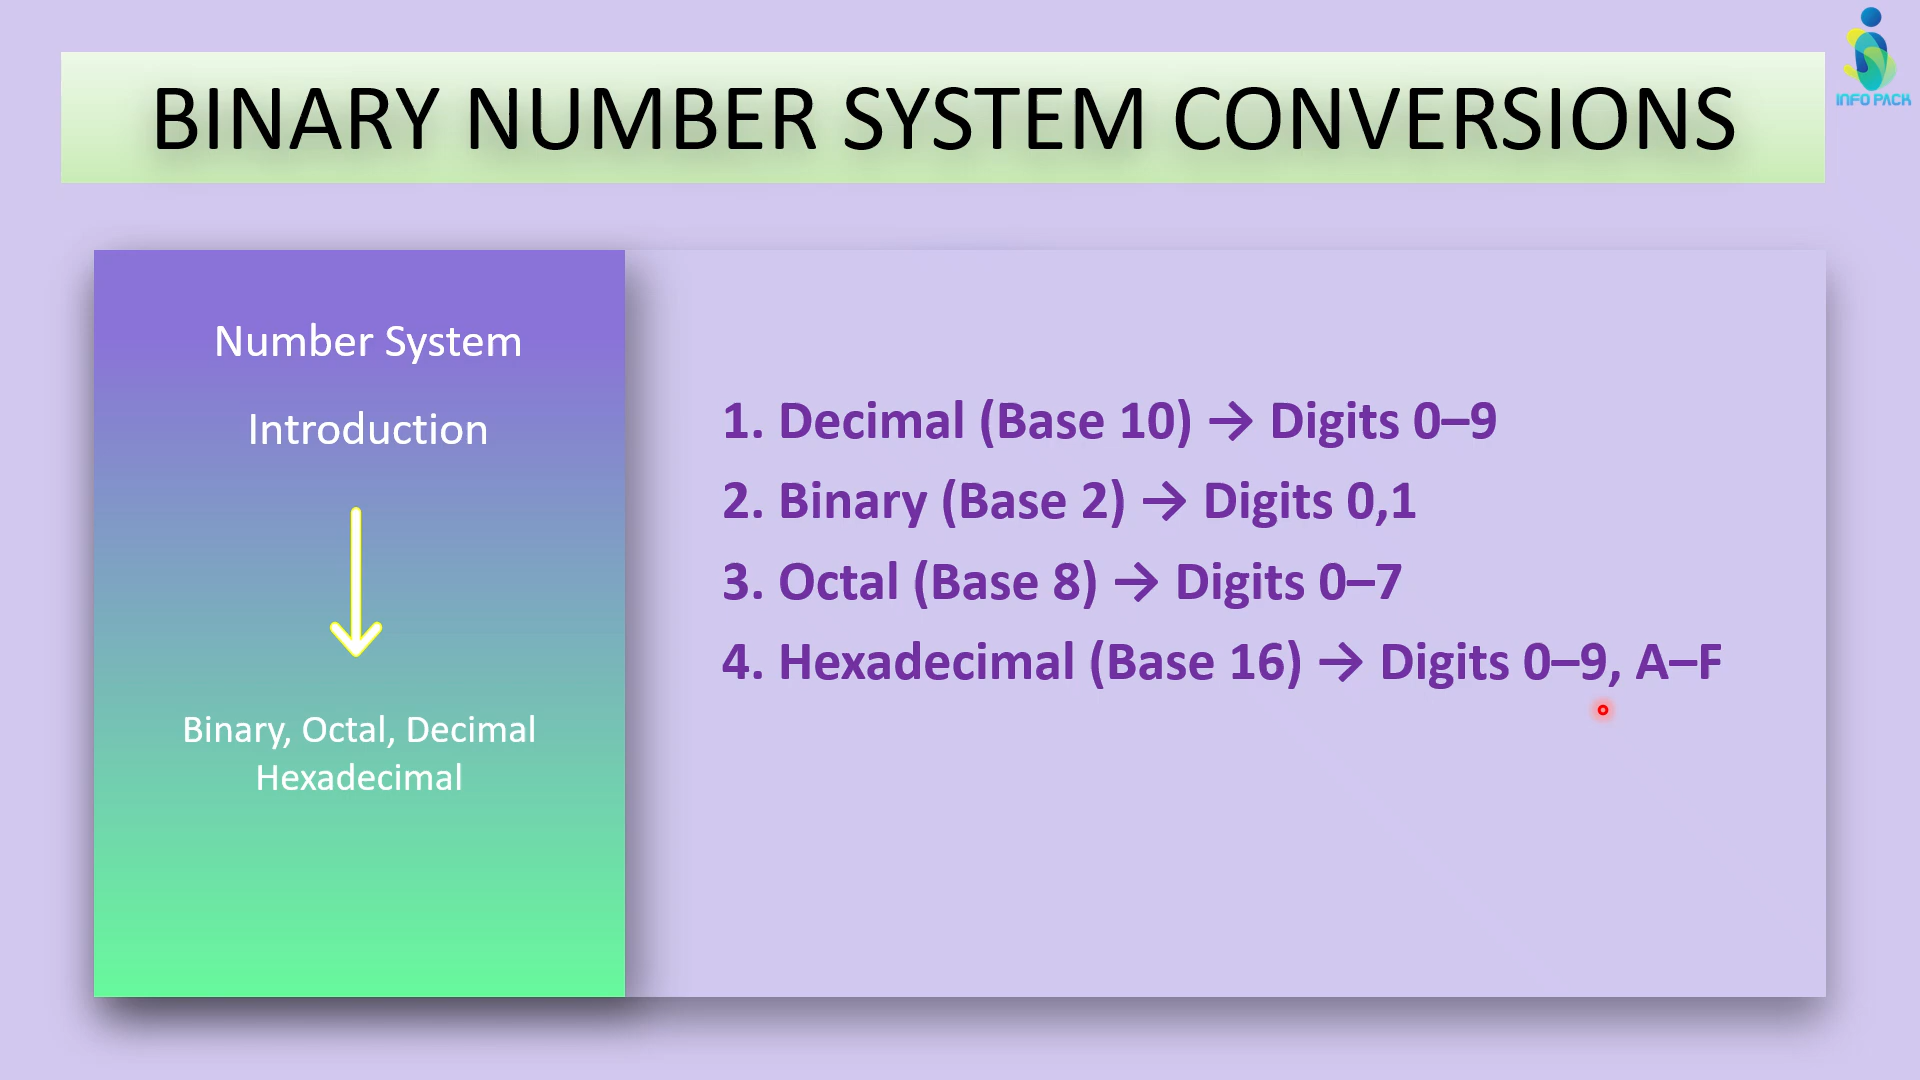 INFO PACK
BINARY NUMBER SYSTEM CONVERSIONS
Number System
Introduction
Binary, Octal, Decimal
Hexadecimal
1. Decimal (Base 10) → Digits 0–9
2. Binary (Base 2) → Digits 0,1
3. Octal (Base 8) → Digits 0–7
4. Hexadecimal (Base 16) → Digits 0–9, A–F